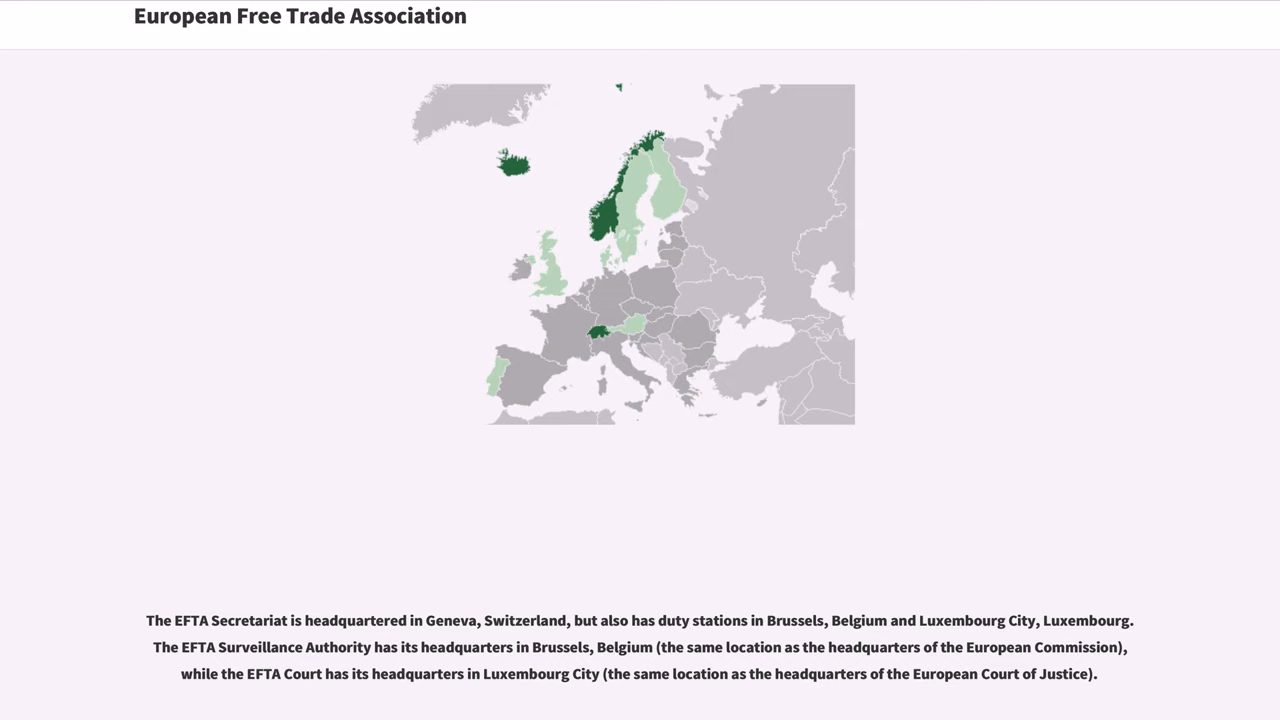 European Free Trade Association
The EFTA Secretariat is headquartered in Geneva, Switzerland, but also has duty stations in Brussels, Belgium and Luxembourg City, Luxembourg.
The EFTA Surveillance Authority has its headquarters in Brussels, Belgium (the same location as the headquarters of the European Commission),
while the EFTA Court has its headquarters in Luxembourg City (the same location as the headquarters of the European Court of Justice).